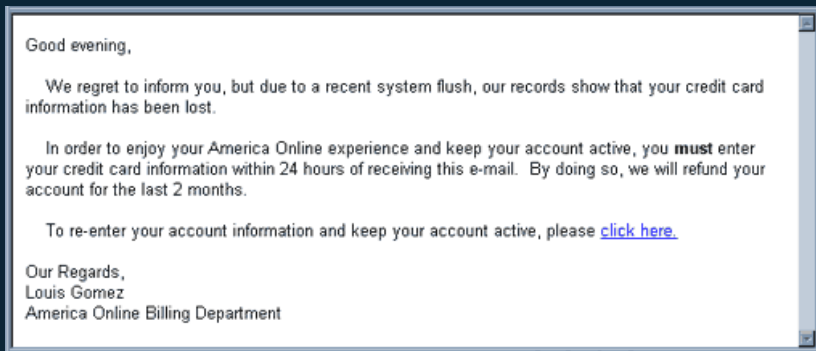 Good evening,
We regret to inform you, but due to a recent system flush, our records show that your credit card
information has been lost.
In order to enjoy your America Online experience and keep your account active, you must enter
your credit card information within 24 hours of receiving this e-mail.  By doing so, we will refund your
account for the last 2 months.
To re-enter your account information and keep your account active, please click here.
Our Regards,
Louis Gomez
America Online Billing Department